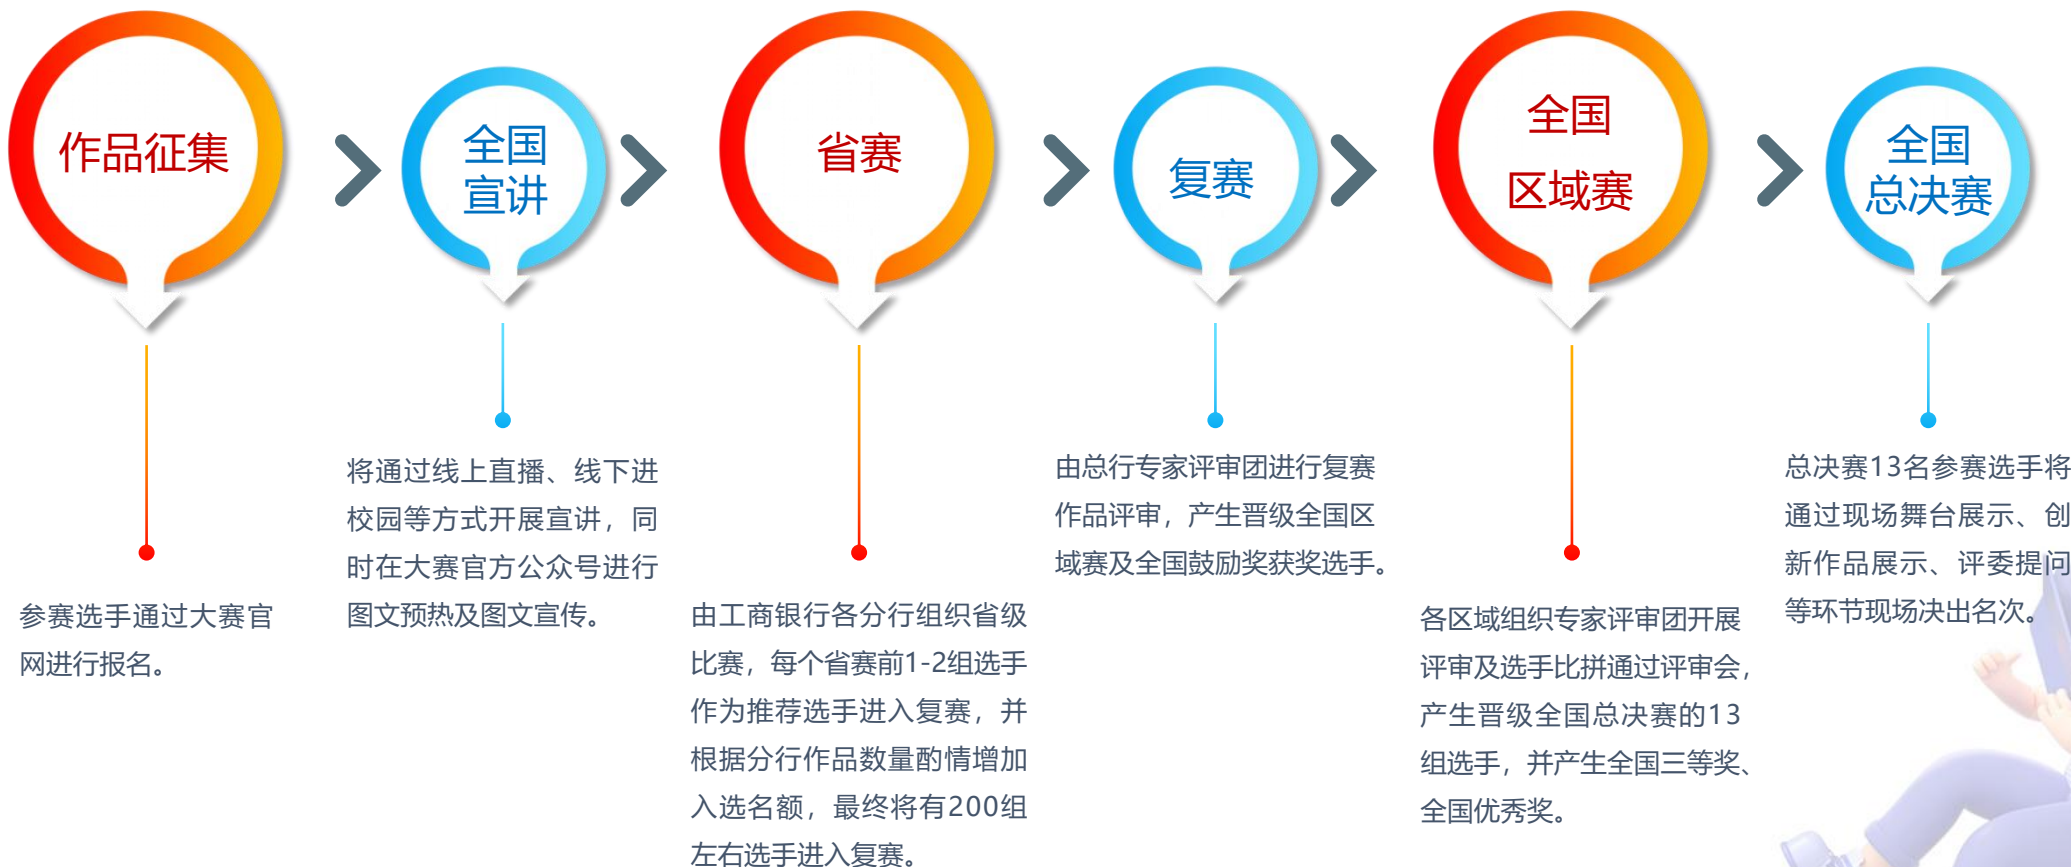 作品征集
全国
宣讲
省赛
复赛
全国
区域赛
全国
总决赛
参赛选手通过大赛官
网进行报名。
将通过线上直播、线下进
校园等方式开展宣讲，同
时在大赛官方公众号进行
图文预热及图文宣传。
由工商银行各分行组织省级
比赛，每个省赛前1-2组选手
作为推荐选手进入复赛，并
根据分行作品数量酌情增加
入选名额，最终将有200组
左右选手进入复赛。
由总行专家评审团进行复赛
作品评审，产生晋级全国区
域赛及全国鼓励奖获奖选手。
各区域组织专家评审团开展
评审及选手比拼通过评审会，
产生晋级全国总决赛的13
组选手，并产生全国三等奖、
全国优秀奖。
总决赛13名参赛选手将
通过现场舞台展示、创
新作品展示、评委提问
等环节现场决出名次。